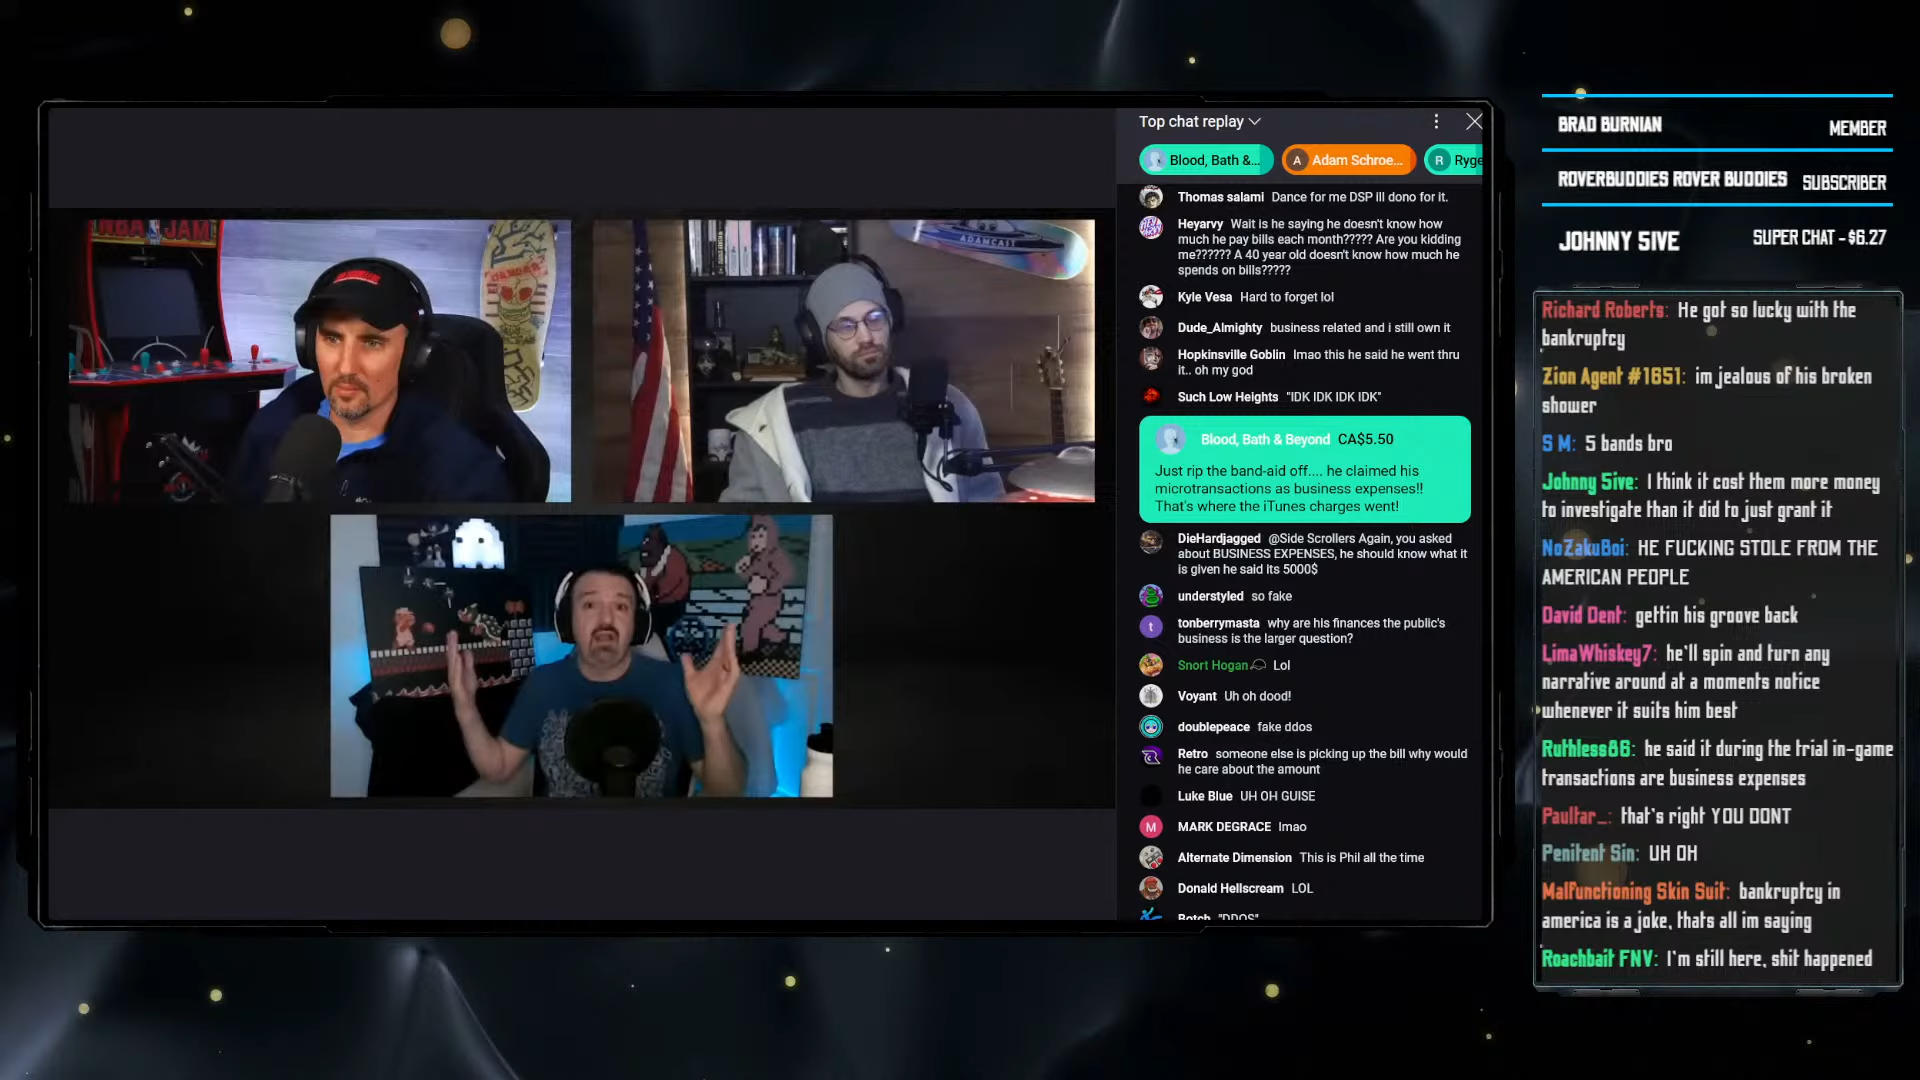 NBA JAM
ADAMCAST
Top chat replay
Blood, Bath &...
A Adam Schroe...
R Ryge
Thomas salami Dance for me DSP ill dono for it.
Heyarvy Wait is he saying he doesn't know how
much he pay bills each month????? Are you kidding
me?????? A 40 year old doesn't know how much he
spends on bills?????
Kyle Vesa Hard to forget lol
Dude_Almighty business related and i still own it
Hopkinsville Goblin lmao this he said he went thru
it.. oh my god
Such Low Heights "IDK IDK IDK IDK"
Blood, Bath & Beyond CA$5.50
Just rip the band-aid off.... he claimed his
microtransactions as business expenses!!
That's where the iTunes charges went!
DieHardjagged @Side Scrollers Again, you asked
about BUSINESS EXPENSES, he should know what it
is given he said its 5000$
understyled so fake
t tonberrymasta why are his finances the public's
business is the larger question?
Snort Hogan Lol
Voyant Uh oh dood!
doublepeace fake ddos
Retro someone else is picking up the bill why would
he care about the amount
Luke Blue UH OH GUISE
M MARK DEGRACE lmao
Alternate Dimension This is Phil all the time
Donald Hellscream LOL
Botch "DDOS"
BRAD BURNIAN MEMBER
ROVERBUDDIES ROVER BUDDIES SUBSCRIBER
JOHNNY 5IVE SUPER CHAT - $6.27
Richard Roberts: He got so lucky with the
bankruptcy
Zion Agent #1651: im jealous of his broken
shower
S M: 5 bands bro
Johnny 5ive: I think it cost them more money
to investigate than it did to just grant it
NoZakuBoi: HE FUCKING STOLE FROM THE
AMERICAN PEOPLE
David Dent: gettin his groove back
LimaWhiskey7: he'll spin and turn any
narrative around at a moments notice
whenever it suits him best
Ruthless86: he said it during the trial in-game
transactions are business expenses
Paultar_: that's right YOU DONT
Penitent Sin: UH OH
Malfunctioning Skin Suit: bankruptcy in
america is a joke, thats all im saying
Roachbait FNV: I'm still here, shit happened